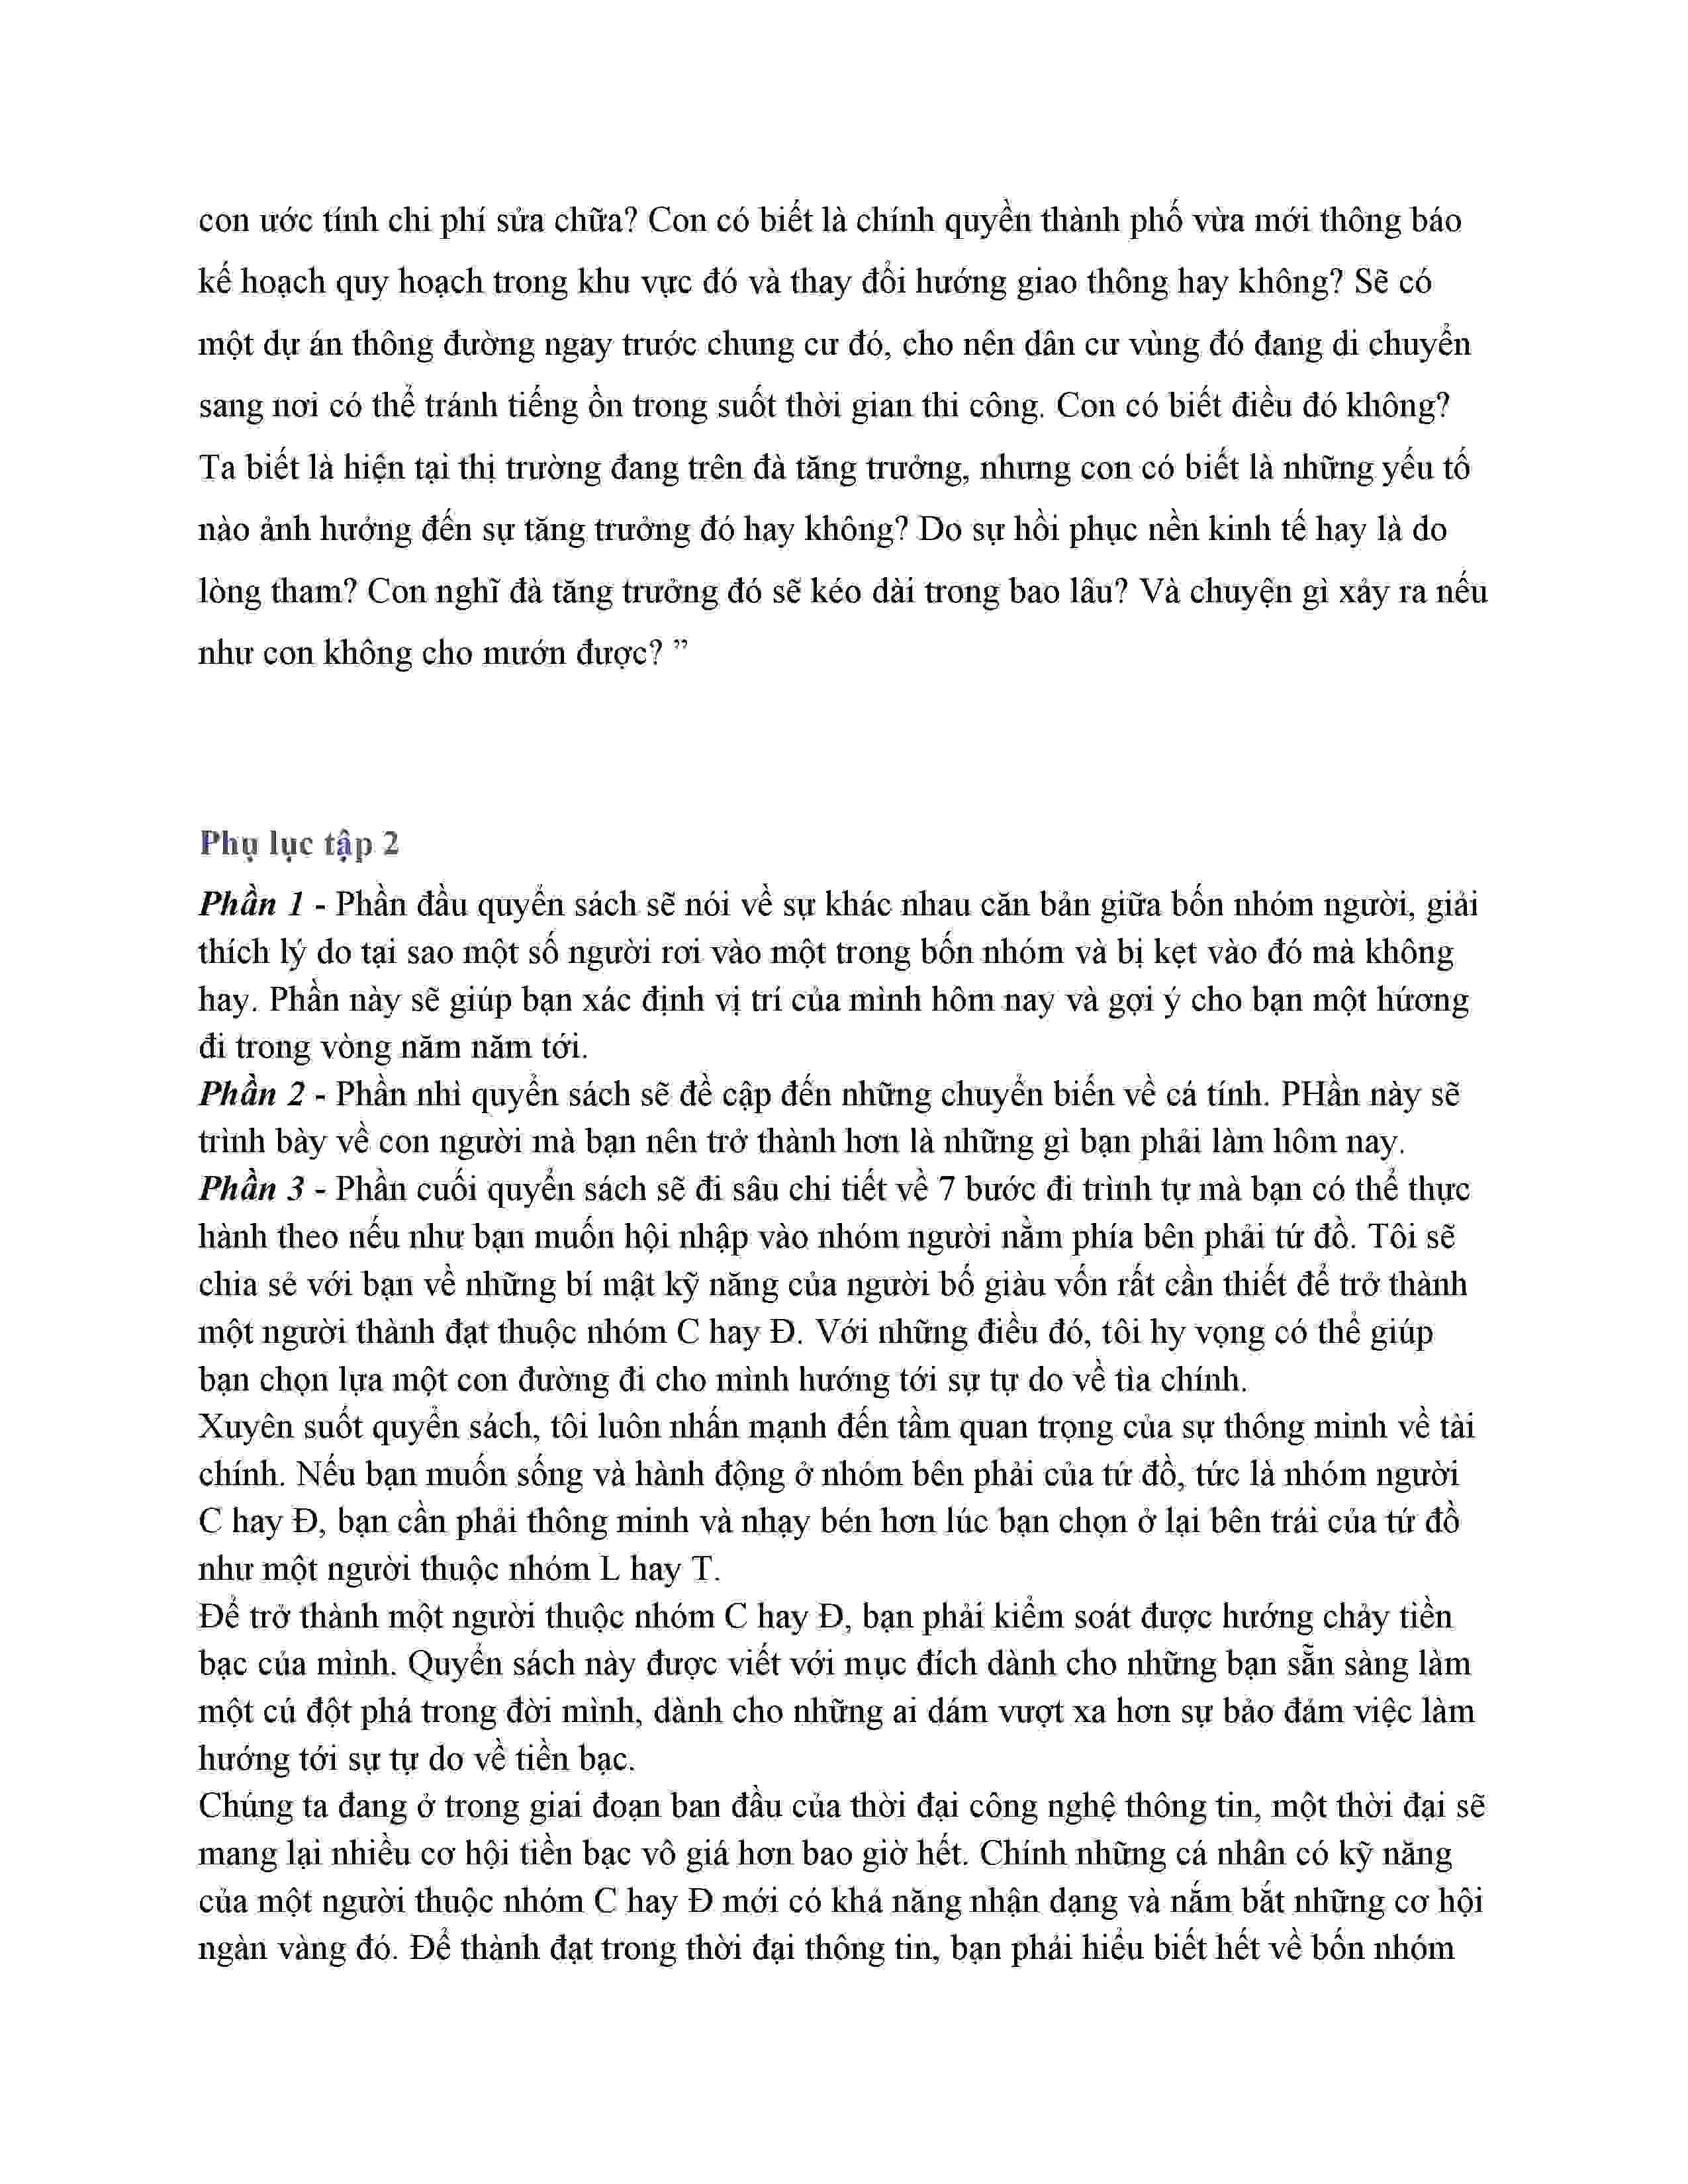 con ước tính chi phí sửa chữa? Con có biết là chính quyền thành phố vừa mới thông báo
kế hoạch quy hoạch trong khu vực đó và thay đổi hướng giao thông hay không? Sẽ có
một dự án thông đường ngay trước chung cư đó, cho nên dân cư vùng đó đang di chuyển
sang nơi có thể tránh tiếng ồn trong suốt thời gian thi công. Con có biết điều đó không?
Ta biết là hiện tại thị trường đang trên đà tăng trưởng, nhưng con có biết là những yếu tố
nào ảnh hưởng đến sự tăng trưởng đó hay không? Do sự hồi phục nền kinh tế hay là do
lòng tham? Con nghĩ đà tăng trưởng đó sẽ kéo dài trong bao lâu? Và chuyện gì xảy ra nếu
như con không cho mướn được? ”
Phụ lục tập 2
Phần 1 - Phần đầu quyển sách sẽ nói về sự khác nhau căn bản giữa bốn nhóm người, giải
thích lý do tại sao một số người rơi vào một trong bốn nhóm và bị kẹt vào đó mà không
hay. Phần này sẽ giúp bạn xác định vị trí của mình hôm nay và gợi ý cho bạn một hứơng
đi trong vòng năm năm tới.
Phần 2 - Phần nhì quyển sách sẽ đề cập đến những chuyển biến về cá tính. PHần này sẽ
trình bày về con người mà bạn nên trở thành hơn là những gì bạn phải làm hôm nay.
Phần 3 - Phần cuối quyển sách sẽ đi sâu chi tiết về 7 bước đi trình tự mà bạn có thể thực
hành theo nếu như bạn muốn hội nhập vào nhóm người nằm phía bên phải tứ đồ. Tôi sẽ
chia sẻ với bạn về những bí mật kỹ năng của người bố giàu vốn rất cần thiết để trở thành
một người thành đạt thuộc nhóm C hay Đ. Với những điều đó, tôi hy vọng có thể giúp
bạn chọn lựa một con đường đi cho mình hướng tới sự tự do về tìa chính.
Xuyên suốt quyển sách, tôi luôn nhấn mạnh đến tầm quan trọng của sự thông minh về tài
chính. Nếu bạn muốn sống và hành động ở nhóm bên phải của tứ đồ, tức là nhóm người
C hay Đ, bạn cần phải thông minh và nhạy bén hơn lúc bạn chọn ở lại bên trái của tứ đồ
như một người thuộc nhóm L hay T.
Để trở thành một người thuộc nhóm C hay Đ, bạn phải kiểm soát được hướng chảy tiền
bạc của mình. Quyển sách này được viết với mục đích dành cho những bạn sẵn sàng làm
một cú đột phá trong đời mình, dành cho những ai dám vượt xa hơn sự bảo đảm việc làm
hướng tới sự tự do về tiền bạc.
Chúng ta đang ở trong giai đoạn ban đầu của thời đại công nghệ thông tin, một thời đại sẽ
mang lại nhiều cơ hội tiền bạc vô giá hơn bao giờ hết. Chính những cá nhân có kỹ năng
của một người thuộc nhóm C hay Đ mới có khả năng nhận dạng và nắm bắt những cơ hội
ngàn vàng đó. Để thành đạt trong thời đại thông tin, bạn phải hiểu biết hết về bốn nhóm